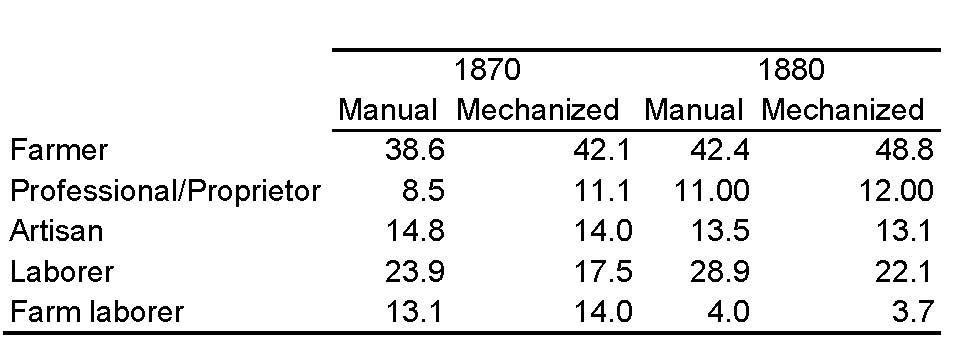 1870 1880
Manual Mechanized Manual Mechanized
Farmer 38.6 42.1 42.4 48.8
Professional/Proprietor 8.5 11.1 11.00 12.00
Artisan 14.8 14.0 13.5 13.1
Laborer 23.9 17.5 28.9 22.1
Farm laborer 13.1 14.0 4.0 3.7